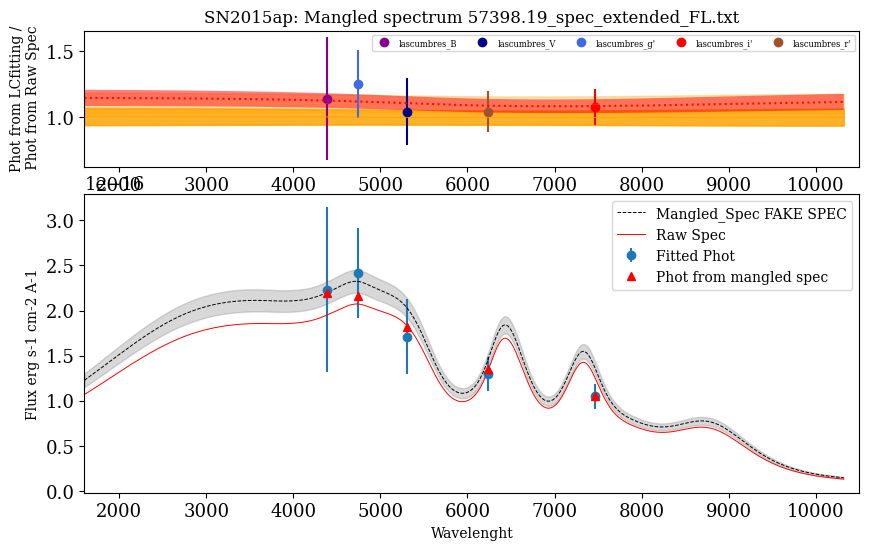 SN2015ap: Mangled spectrum 57398.19_spec_extended_FL.txt
Phot from LCfitting /
Phot from Raw Spec
1.5
1.0
lascumbres_B
lascumbres_V
lascumbres_g'
lascumbres_i'
lascumbres_r'
2000 3000 4000 5000 6000 7000 8000 9000 10000
1e−16
Flux erg s-1 cm-2 A-1
3.0
2.5
2.0
1.5
1.0
0.5
0.0
Mangled_Spec FAKE SPEC
Raw Spec
Fitted Phot
Phot from mangled spec
2000 3000 4000 5000 6000 7000 8000 9000 10000
Wavelenght